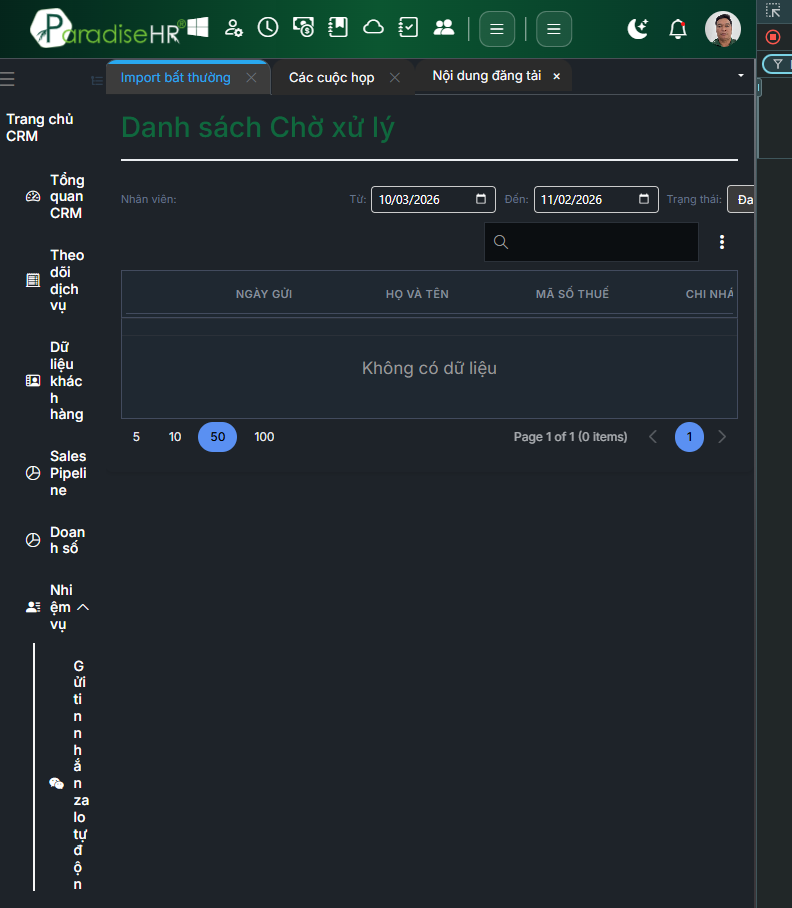 ParadiseHR®
Import bất thường
Các cuộc họp
Nội dung đăng tải
Trang chủ
CRM
Tổng
quan
CRM
Theo
dõi
dịch
vụ
Dữ
liệu
khác
h
hàng
Sales
Pipeli
ne
Doan
h số
Nhi
ệm
vụ
G
ửi
ti
n
n
h
ắ
n
za
lo
tự
đ
ộ
n
Danh sách Chờ xử lý
Nhân viên:
Từ: 10/03/2026
Đến: 11/02/2026
Trạng thái: Đa
NGÀY GỬI
HỌ VÀ TÊN
MÃ SỐ THUẾ
CHI NHÁ
Không có dữ liệu
5 10 50 100
Page 1 of 1 (0 items)
1